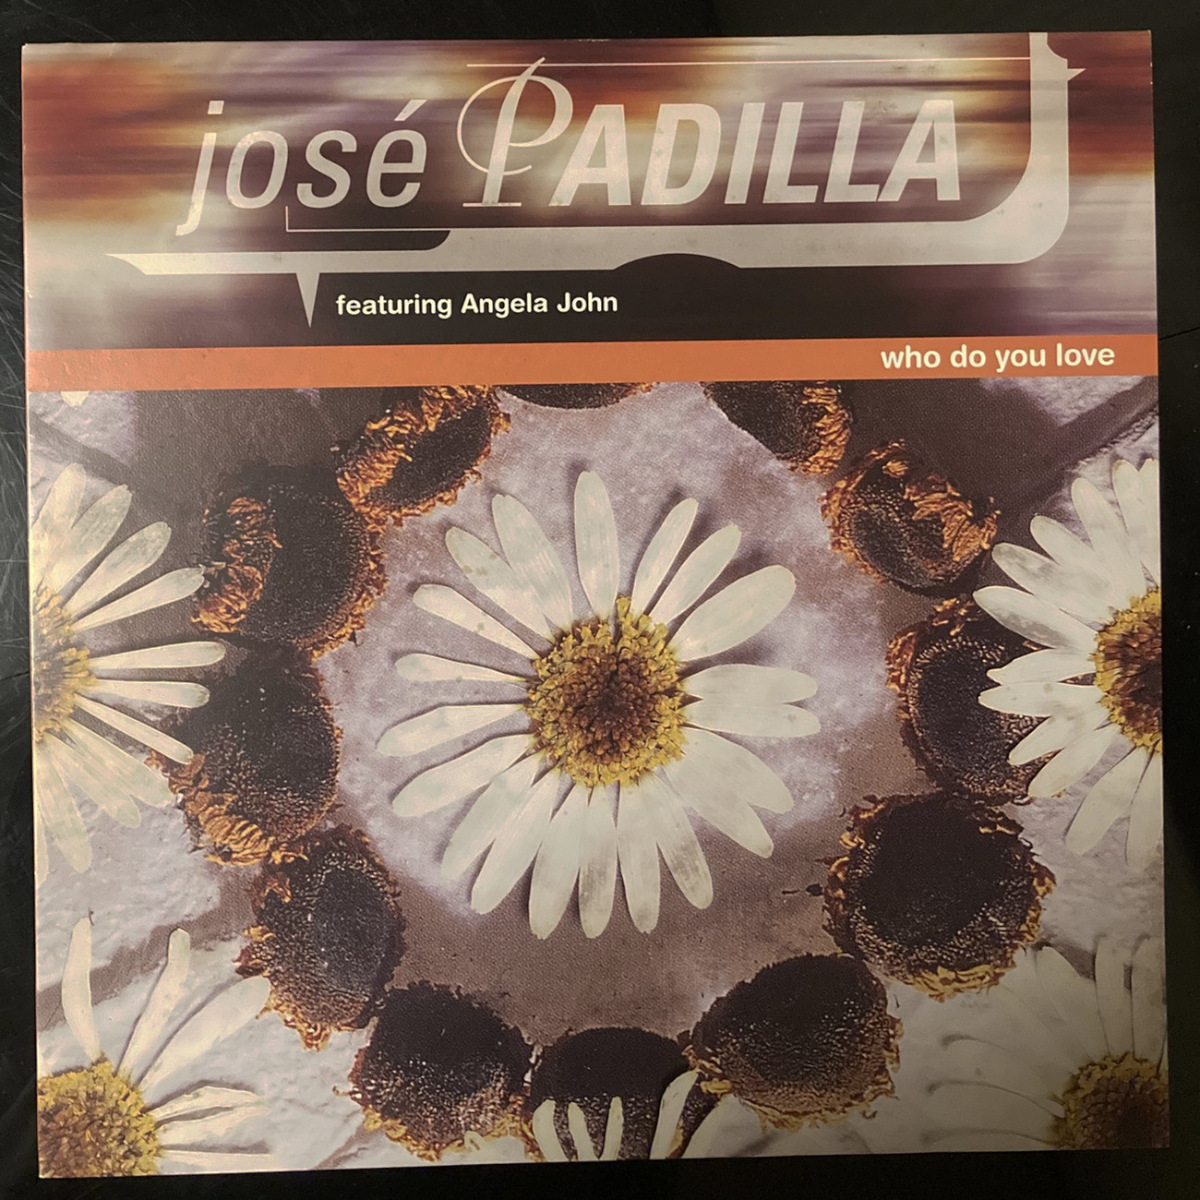 josé PADILLA
featuring Angela John
who do you love